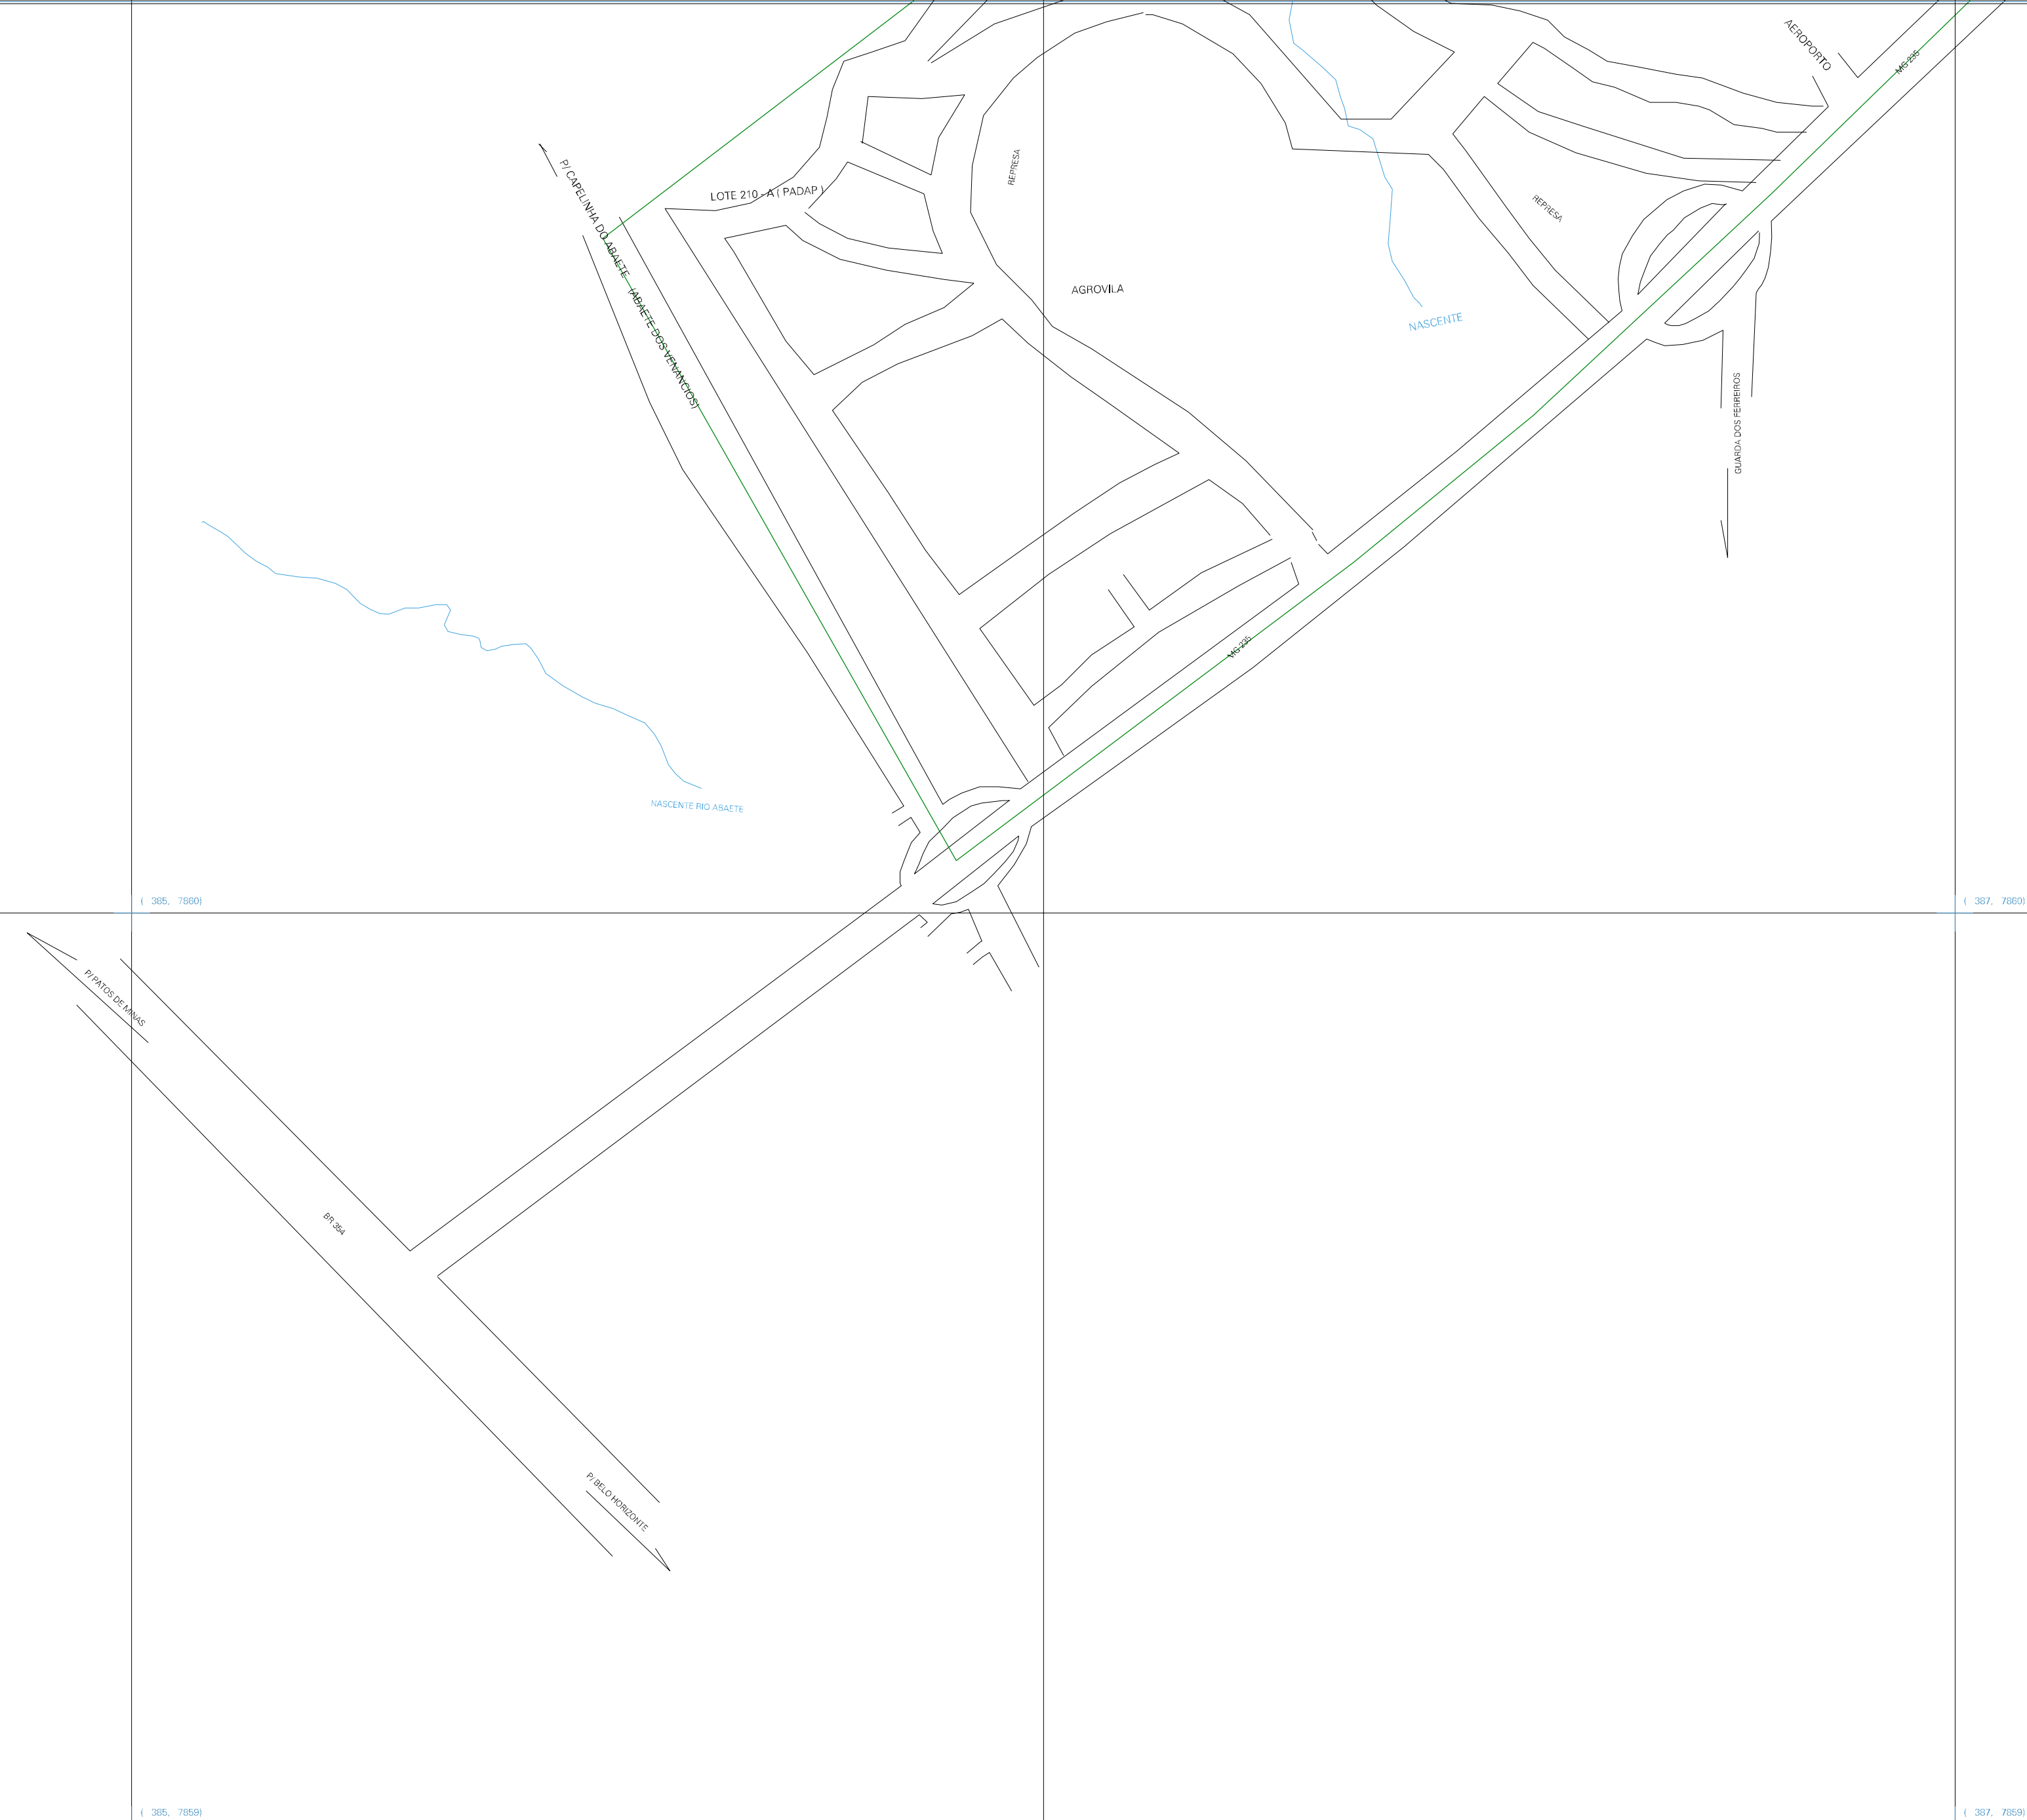 AEROPORTO
MG 235
REPRESA
P/ CAPELINHA DO ABAETE (ABAETE DOS VENANCIOS)
LOTE 210 - A ( PADAP )
REPRESA
AGROVILA
NASCENTE
GUARDA DOS FERREIROS
MG 235
NASCENTE RIO ABAETE
( 385, 7860)
( 387, 7860)
P/ PATOS DE MINAS
BR 354
P/ BELO HORIZONTE
( 385, 7859)
( 387, 7859)